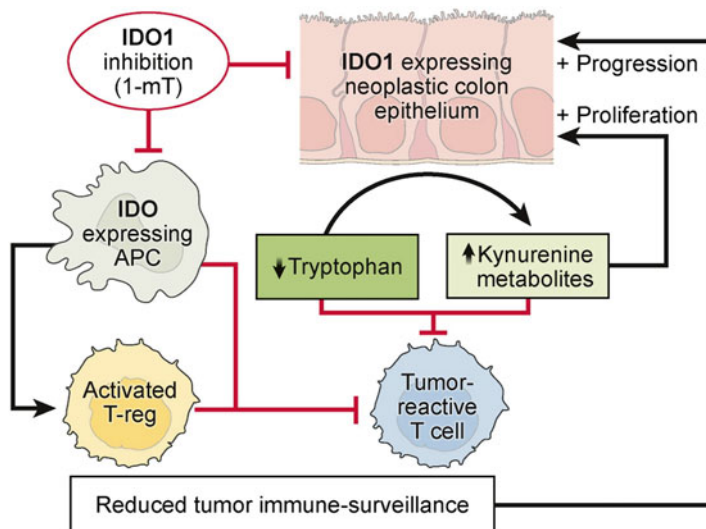 IDO1
inhibition
(1-mT)
IDO1 expressing
neoplastic colon
epithelium
+ Progression
+ Proliferation
IDO
expressing
APC
Tryptophan
Kynurenine
metabolites
Activated
T-reg
Tumor-
reactive
T cell
Reduced tumor immune-surveillance